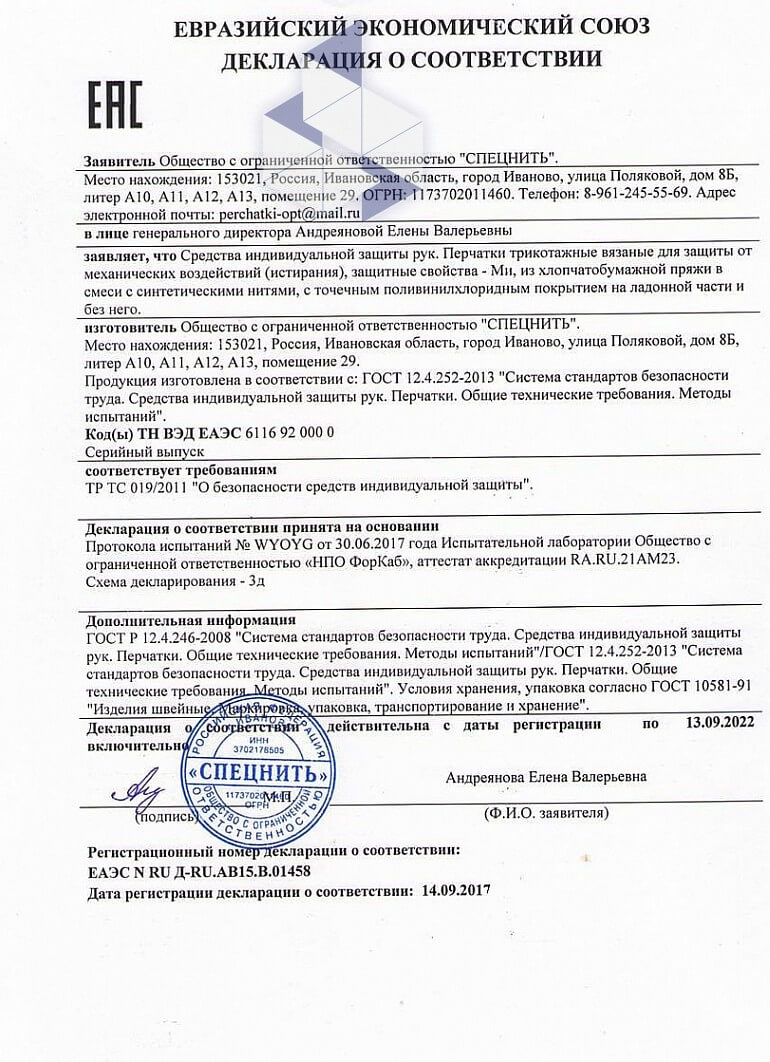 ЕВРАЗИЙСКИЙ ЭКОНОМИЧЕСКИЙ СОЮЗ
ДЕКЛАРАЦИЯ О СООТВЕТСТВИИ
ЕАС
Заявитель Общество с ограниченной ответственностью "СПЕЦНИТЬ".
Место нахождения: 153021, Россия, Ивановская область, город Иваново, улица Поляковой, дом 8Б,
литер А10, А11, А12, А13, помещение 29. ОГРН: 1173702011460. Телефон: 8-961-245-55-69. Адрес
электронной почты: perchatki-opt@mail.ru
в лице генерального директора Андреяновой Елены Валерьевны
заявляет, что Средства индивидуальной защиты рук. Перчатки трикотажные вязаные для защиты от
механических воздействий (истирания), защитные свойства - Ми, из хлопчатобумажной пряжи в
смеси с синтетическими нитями, с точечным поливинилхлоридным покрытием на ладонной части и
без него.
изготовитель Общество с ограниченной ответственностью "СПЕЦНИТЬ".
Место нахождения: 153021, Россия, Ивановская область, город Иваново, улица Поляковой, дом 8Б,
литер А10, А11, А12, А13, помещение 29.
Продукция изготовлена в соответствии с: ГОСТ 12.4.252-2013 "Система стандартов безопасности
труда. Средства индивидуальной защиты рук. Перчатки. Общие технические требования. Методы
испытаний".
Код(ы) ТН ВЭД ЕАЭС 6116 92 000 0
Серийный выпуск
соответствует требованиям
ТР ТС 019/2011 "О безопасности средств индивидуальной защиты".
Декларация о соответствии принята на основании
Протокола испытаний № WYOYG от 30.06.2017 года Испытательной лаборатории Общество с
ограниченной ответственностью «НПО ФорКаб», аттестат аккредитации RA.RU.21АМ23.
Схема декларирования - 3д
Дополнительная информация
ГОСТ Р 12.4.246-2008 "Система стандартов безопасности труда. Средства индивидуальной защиты
рук. Перчатки. Общие технические требования. Методы испытаний"/ГОСТ 12.4.252-2013 "Система
стандартов безопасности труда. Средства индивидуальной защиты рук. Перчатки. Общие
технические требования. Методы испытаний". Условия хранения, упаковка согласно ГОСТ 10581-91
"Изделия швейные. Маркировка, упаковка, транспортирование и хранение".
Декларация о соответствии действительна с даты регистрации по 13.09.2022
включительно
РОССИЙСКАЯ ФЕДЕРАЦИЯ
ИВАНОВО
ИНН
3702178505
«СПЕЦНИТЬ»
ОГРН
ОБЩЕСТВО С ОГРАНИЧЕННОЙ
ОТВЕТСТВЕННОСТЬЮ
Андреянова Елена Валерьевна
М.П.
(подпись)
(Ф.И.О. заявителя)
Регистрационный номер декларации о соответствии:
ЕАЭС N RU Д-RU.АВ15.В.01458
Дата регистрации декларации о соответствии: 14.09.2017